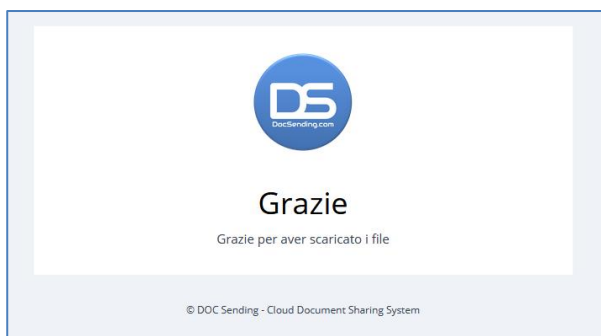 DS
DocSending.com
Grazie
Grazie per aver scaricato i file
© DOC Sending - Cloud Document Sharing System